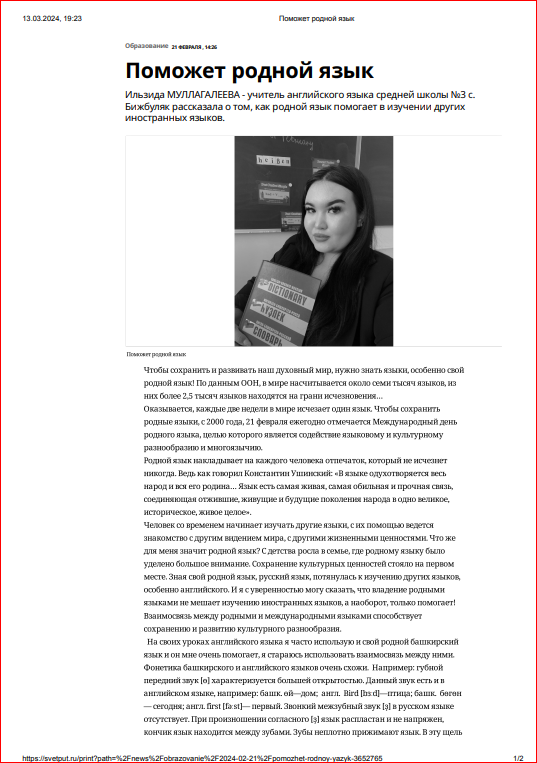 13.03.2024, 19:23 Поможет родной язык
Образование 21 ФЕВРАЛЯ , 14:26
Поможет родной язык
Ильзида МУЛЛАГАЛЕЕВА - учитель английского языка средней школы №3 с.
Бижбуляк рассказала о том, как родной язык помогает в изучении других
иностранных языков.
DICTIONARY
ҺҮҘЛЕК
СЛОВАРЬ
Поможет родной язык
Чтобы сохранить и развивать наш духовный мир, нужно знать языки, особенно свой
родной язык! По данным ООН, в мире насчитывается около семи тысяч языков, из
них более 2,5 тысяч языков находятся на грани исчезновения…
Оказывается, каждые две недели в мире исчезает один язык. Чтобы сохранить
родные языки, с 2000 года, 21 февраля ежегодно отмечается Международный день
родного языка, целью которого является содействие языковому и культурному
разнообразию и многоязычию.
Родной язык накладывает на каждого человека отпечаток, который не исчезнет
никогда. Ведь как говорил Константин Ушинский: «В языке одухотворяется весь
народ и вся его родина… Язык есть самая живая, самая обильная и прочная связь,
соединяющая отжившие, живущие и будущие поколения народа в одно великое,
историческое, живое целое».
Человек со временем начинает изучать другие языки, с их помощью ведется
знакомство с другим видением мира, с другими жизненными ценностями. Что же
для меня значит родной язык? С детства росла в семье, где родному языку было
уделено большое внимание. Сохранение культурных ценностей стояло на первом
месте. Зная свой родной язык, русский язык, потянулась к изучению других языков,
особенно английского. И я с уверенностью могу сказать, что владение родными
языками не мешает изучению иностранных языков, а наоборот, только помогает!
Взаимосвязь между родными и международными языками способствует
сохранению и развитию культурного разнообразия.
На своих уроках английского языка я часто использую и свой родной башкирский
язык и он мне очень помогает, я стараюсь использовать взаимосвязь между ними.
Фонетика башкирского и английского языков очень схожи. Например: губной
передний звук [ө] характеризуется большей открытостью. Данный звук есть и в
английском языке, например: башк. өй—дом; англ. Bird [bɜːd]—птица; башк. бөгөн
— сегодня; англ. first [fɜːst]— первый. Звонкий межзубный звук [ҙ] в русском языке
отсутствует. При произношении согласного [ҙ] язык распластан и не напряжен,
кончик языка находится между зубами. Зубы неплотно прижимают язык. В эту щель
https://svetput.ru/print?path=%2Fnews%2Fobrazovanie%2F2024-02-21%2Fpomozhet-rodnoy-yazyk-3652765 1/2